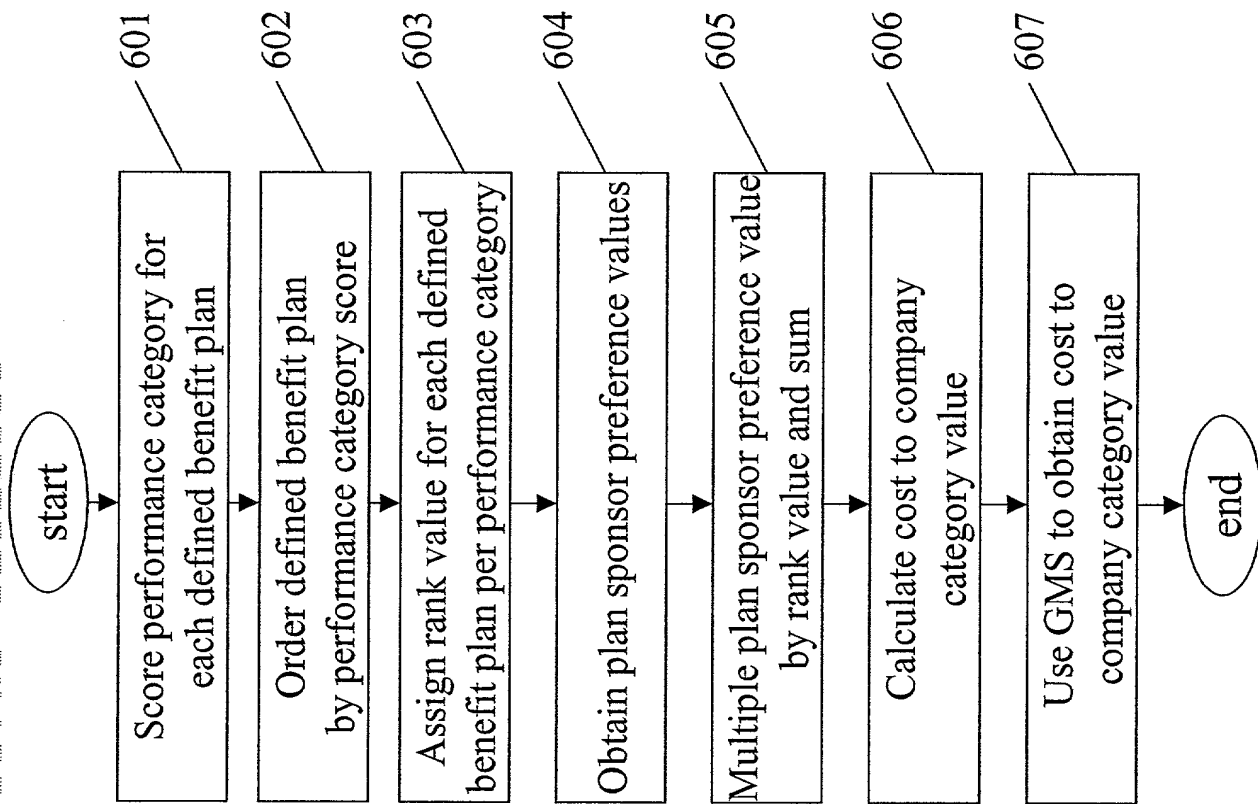 start
Score performance category for
each defined benefit plan
601
Order defined benefit plan
by performance category score
602
Assign rank value for each defined
benefit plan per performance category
603
Obtain plan sponsor preference values
604
Multiple plan sponsor preference value
by rank value and sum
605
Calculate cost to company
category value
606
Use GMS to obtain cost to
company category value
607
end